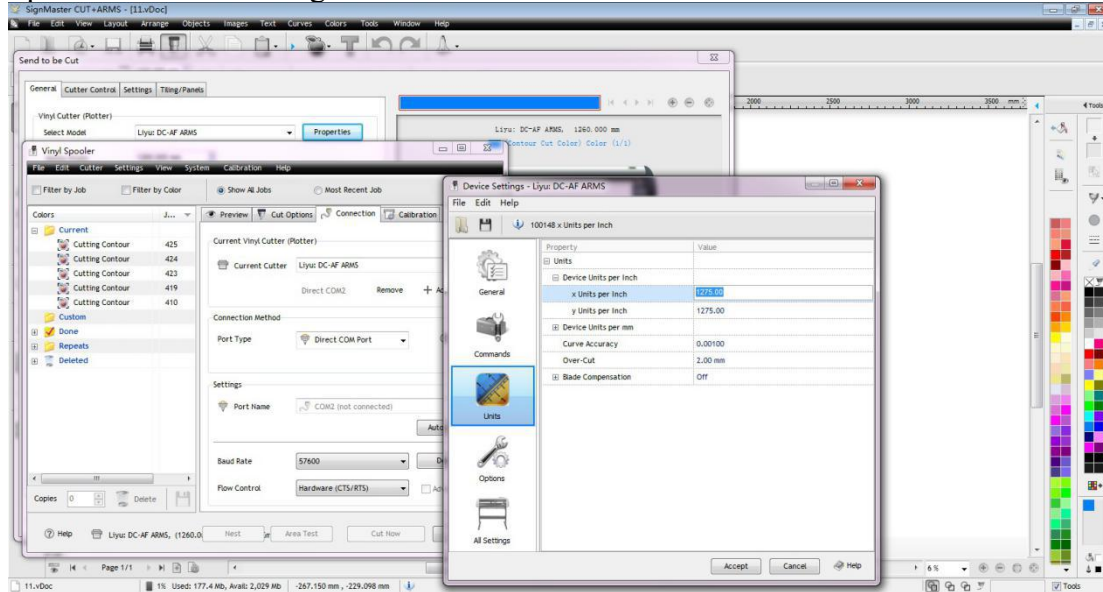 SignMaster CUT+ARMS - [11.vDoc]
File Edit View Layout Arrange Objects Images Text Curves Colors Tools Window Help
Send to be Cut
General Cutter Control Settings Tiling/Panels
Vinyl Cutter (Plotter)
Select Model Liyu: DC-AF ARMS Properties
Liyu: DC-AF ARMS, 1260.000 mm
Contour Cut Color) Color (1/1)
2000 2500 3000 3500 mm
Tools
Vinyl Spooler
File Edit Cutter Settings View System Calibration Help
Filter by Job Filter by Color Show All Jobs Most Recent Job
Colors J...
Current
Cutting Contour 425
Cutting Contour 424
Cutting Contour 423
Cutting Contour 419
Cutting Contour 410
Custom
Done
Repeats
Deleted
Copies 0 Delete
Preview Cut Options Connection Calibration
Current Vinyl Cutter (Plotter)
Current Cutter Liyu: DC-AF ARMS
Direct COM2 Remove + Ad
Connection Method
Port Type Direct COM Port
Settings
Port Name COM2 (not connected)
Auto
Baud Rate 57600 De
Flow Control Hardware (CTS/RTS) Adv
Help Liyu: DC-AF ARMS, (1260.0 Nest Area Test Cut Now
Device Settings - Liyu: DC-AF ARMS
File Edit Help
100148 x Units per Inch
General
Commands
Units
Options
All Settings
Property Value
Units
Device Units per Inch
x Units per Inch 1275.00
y Units per Inch 1275.00
Device Units per mm
Curve Accuracy 0.00100
Over-Cut 2.00 mm
Blade Compensation Off
Accept Cancel Help
Page 1/1
6%
11.vDoc 1% Used: 177.4 Mb, Avail: 2,029 Mb -267.150 mm , -229.098 mm
Tools